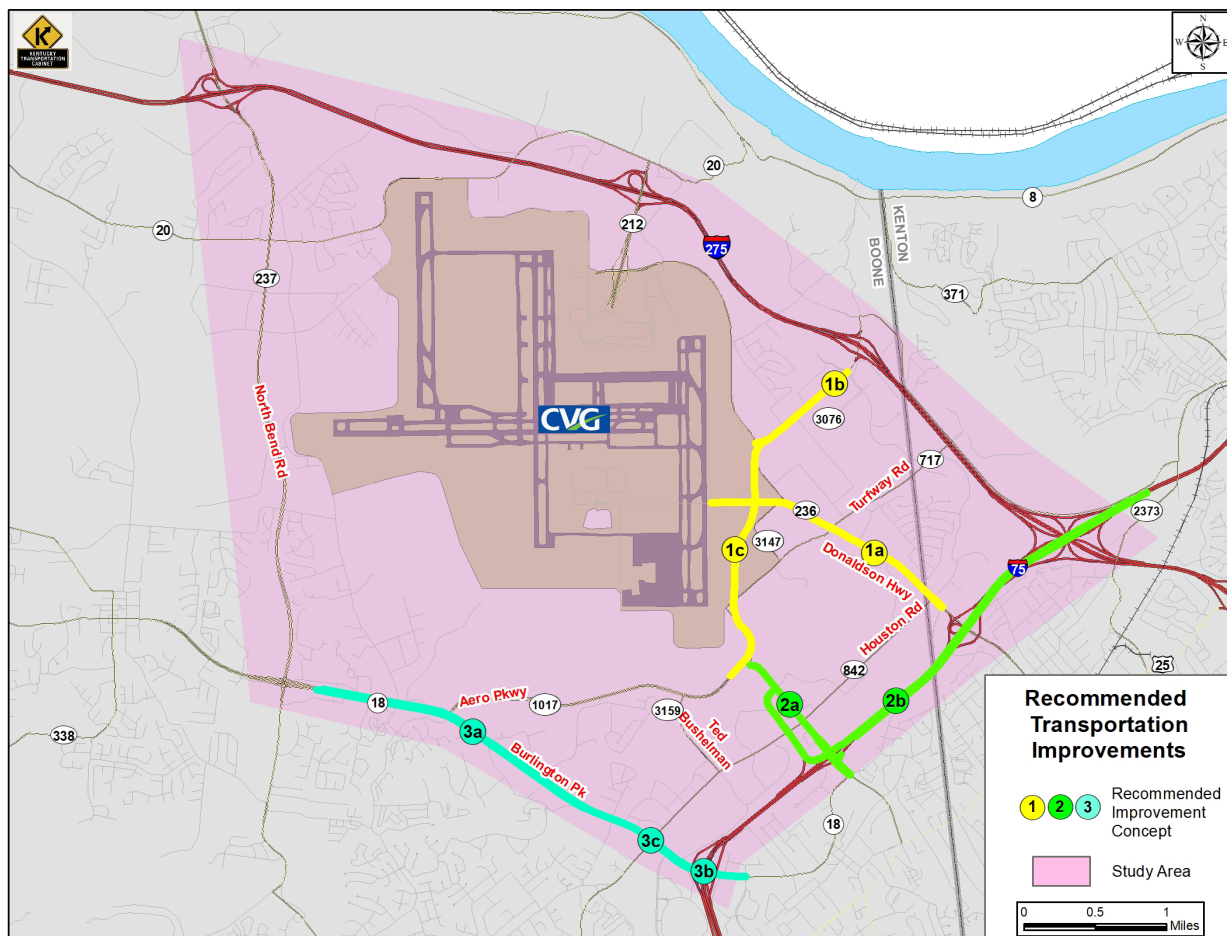 KENTUCKY
TRANSPORTATION
CABINET
N
W
E
S
20
8
212
KENTON
BOONE
20
275
237
371
1b
3076
North Bend Rd
CVG
Turfway Rd
717
2373
236
3147
1c
1a
Donaldson Hwy
75
Houston Rd
842
25
Aero Pkwy
18
1017
3159
2a
2b
Ted
Bushelman
338
3a
Burlington Pk
18
3c
3b
Recommended
Transportation
Improvements
1 2 3 Recommended
Improvement
Concept
Study Area
0 0.5 1
Miles